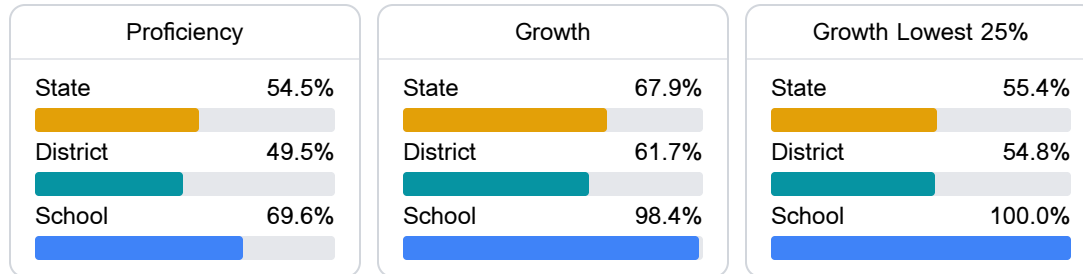 Proficiency
State 54.5%
District 49.5%
School 69.6%
Growth
State 67.9%
District 61.7%
School 98.4%
Growth Lowest 25%
State 55.4%
District 54.8%
School 100.0%